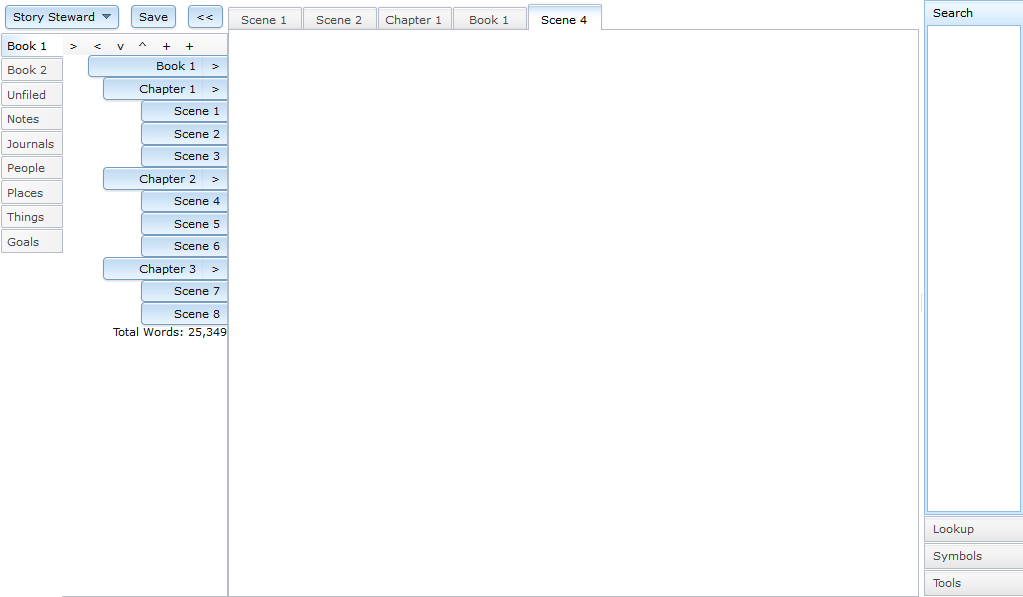 Story Steward Save <<
Scene 1 Scene 2 Chapter 1 Book 1 Scene 4
Book 1
Book 2
Unfiled
Notes
Journals
People
Places
Things
Goals
> < v ^ + +
Book 1 >
Chapter 1 >
Scene 1
Scene 2
Scene 3
Chapter 2 >
Scene 4
Scene 5
Scene 6
Chapter 3 >
Scene 7
Scene 8
Total Words: 25,349
Search
Lookup
Symbols
Tools